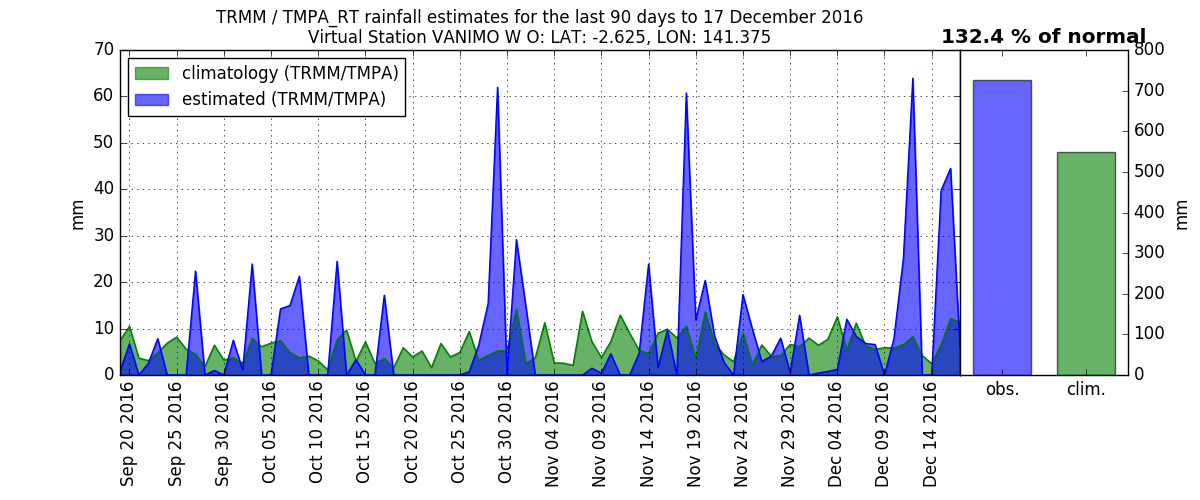 TRMM / TMPA_RT rainfall estimates for the last 90 days to 17 December 2016
Virtual Station VANIMO W O: LAT: -2.625, LON: 141.375
132.4 % of normal
climatology (TRMM/TMPA)
estimated (TRMM/TMPA)
mm
70
60
50
40
30
20
10
0
Sep 20 2016
Sep 25 2016
Sep 30 2016
Oct 05 2016
Oct 10 2016
Oct 15 2016
Oct 20 2016
Oct 25 2016
Oct 30 2016
Nov 04 2016
Nov 09 2016
Nov 14 2016
Nov 19 2016
Nov 24 2016
Nov 29 2016
Dec 04 2016
Dec 09 2016
Dec 14 2016
obs.
clim.
800
700
600
500
400
300
200
100
0
mm